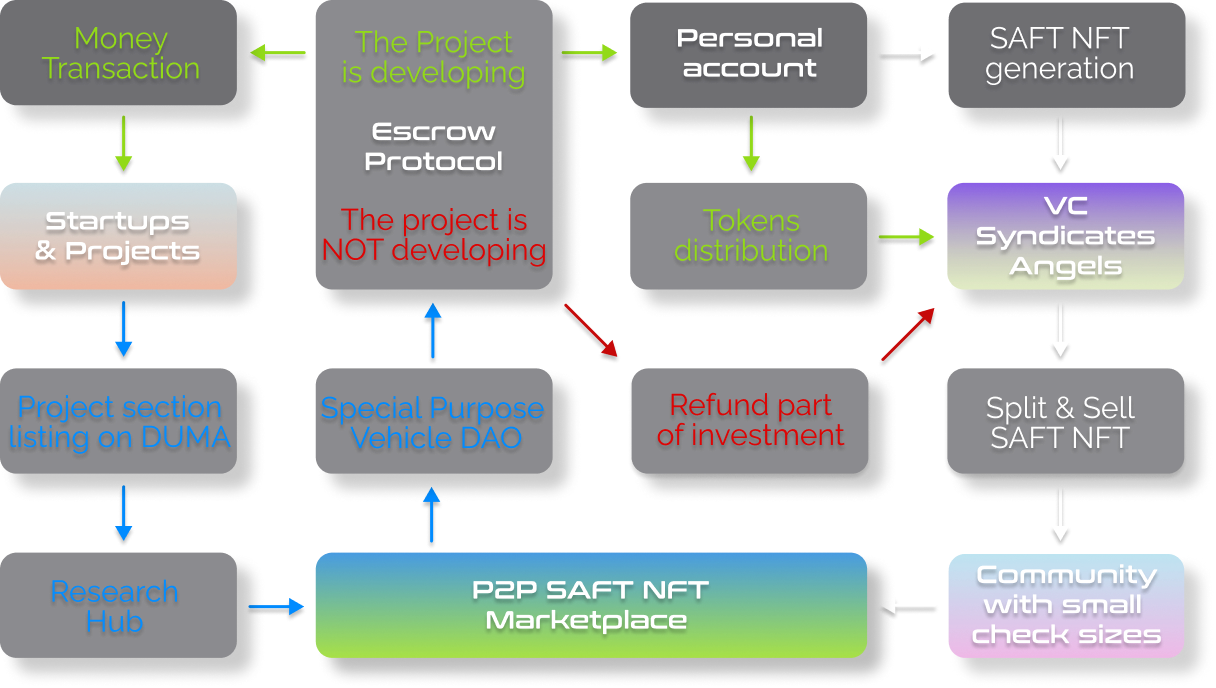 Money
Transaction
The Project
is developing
Escrow
Protocol
The project is
NOT developing
Personal
account
SAFT NFT
generation
Startups
& Projects
Tokens
distribution
VC
Syndicates
Angels
Project section
listing on DUMA
Special Purpose
Vehicle DAO
Refund part
of investment
Split & Sell
SAFT NFT
Research
Hub
P2P SAFT NFT
Marketplace
Community
with small
check sizes